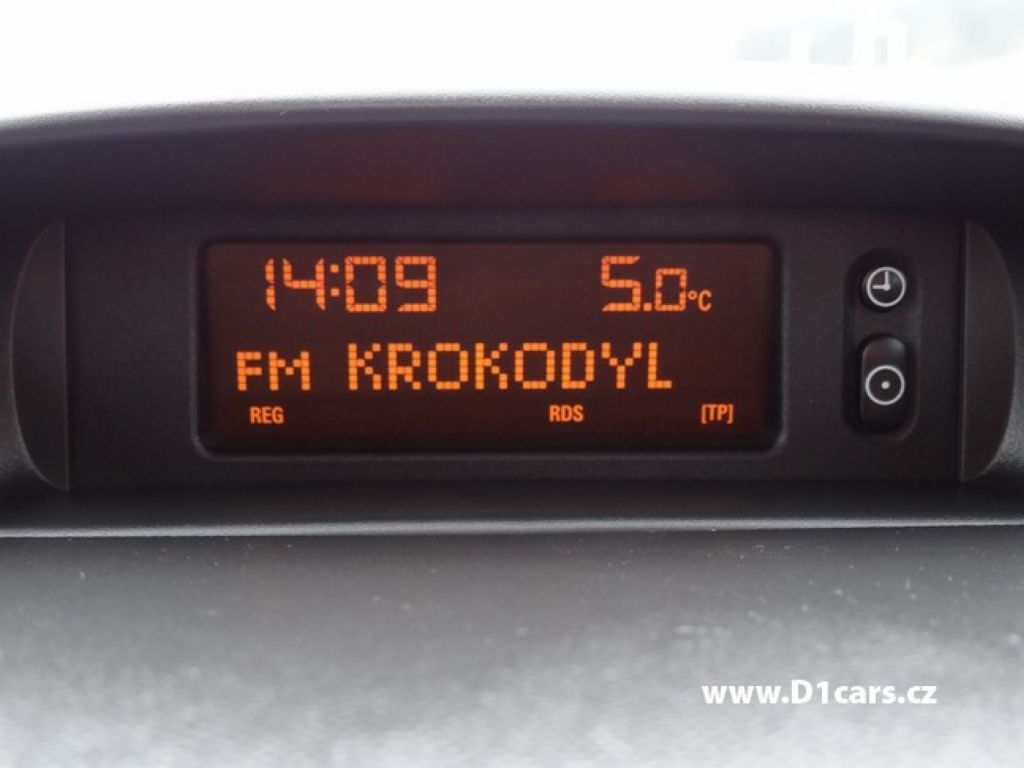 14:09 5.0°C
FM KROKODYL
REG RDS [TP]
www.D1cars.cz